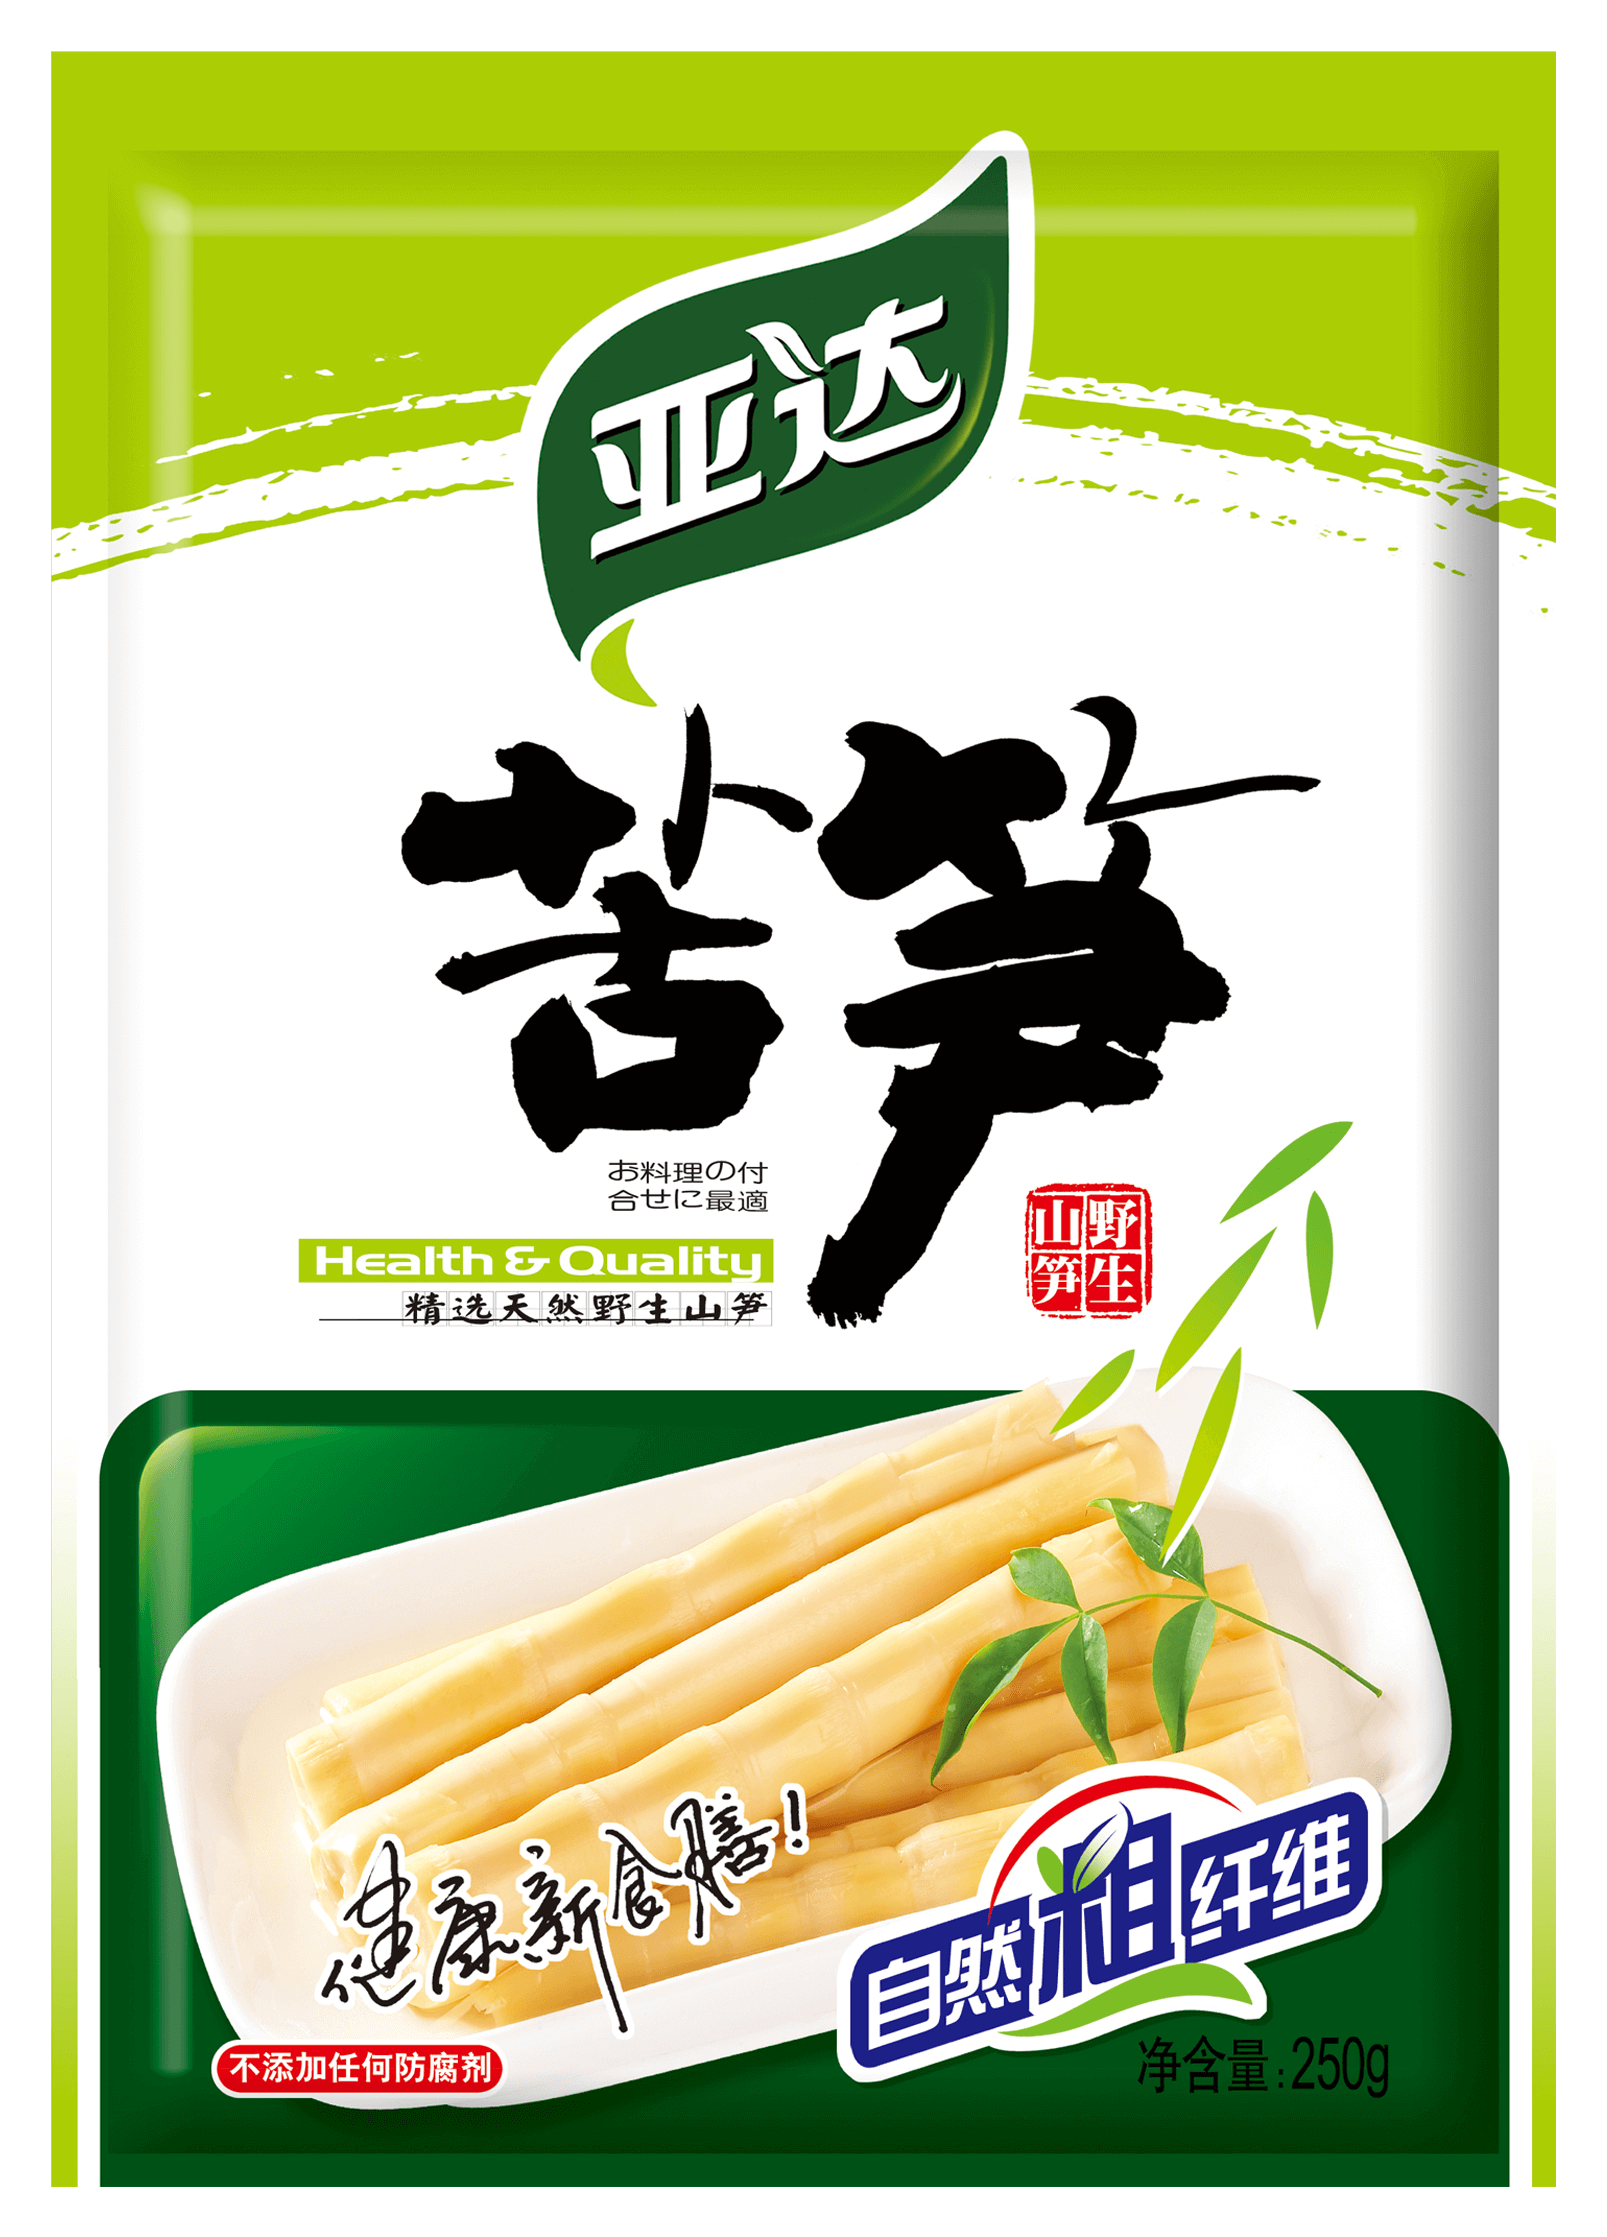 亚达
苦笋
お料理の付
合せに最適
Health & Quality
精选天然野生山笋
野生
山笋
健康新食膳!
自然粗纤维
不添加任何防腐剂
净含量:250g